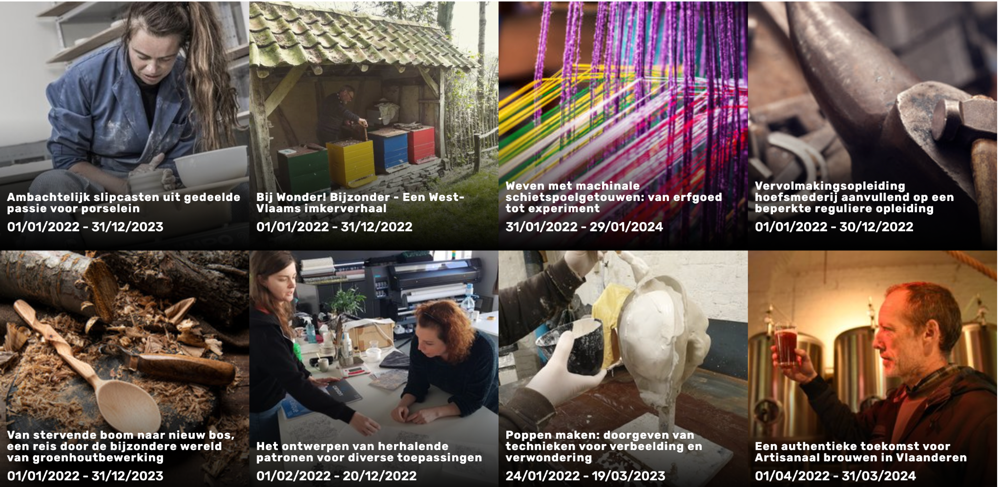 Ambachtelijk slipcasten uit gedeelde
passie voor porselein
01/01/2022 - 31/12/2023
Bij Wonder! Bijzonder - Een West-
Vlaams imkerverhaal
01/01/2022 - 31/12/2022
Weven met machinale
schietspoelgetouwen: van erfgoed
tot experiment
31/01/2022 - 29/01/2024
Vervolmakingsopleiding
hoefsmederij aanvullend op een
beperkte reguliere opleiding
01/01/2022 - 30/12/2022
Van stervende boom naar nieuw bos,
een reis door de bijzondere wereld
van groenhoutbewerking
01/01/2022 - 31/12/2023
Het ontwerpen van herhalende
patronen voor diverse toepassingen
01/02/2022 - 20/12/2022
Poppen maken: doorgeven van
technieken voor verbeelding en
verwondering
24/01/2022 - 19/03/2023
Een authentieke toekomst voor
Artisanaal brouwen in Vlaanderen
01/04/2022 - 31/03/2024